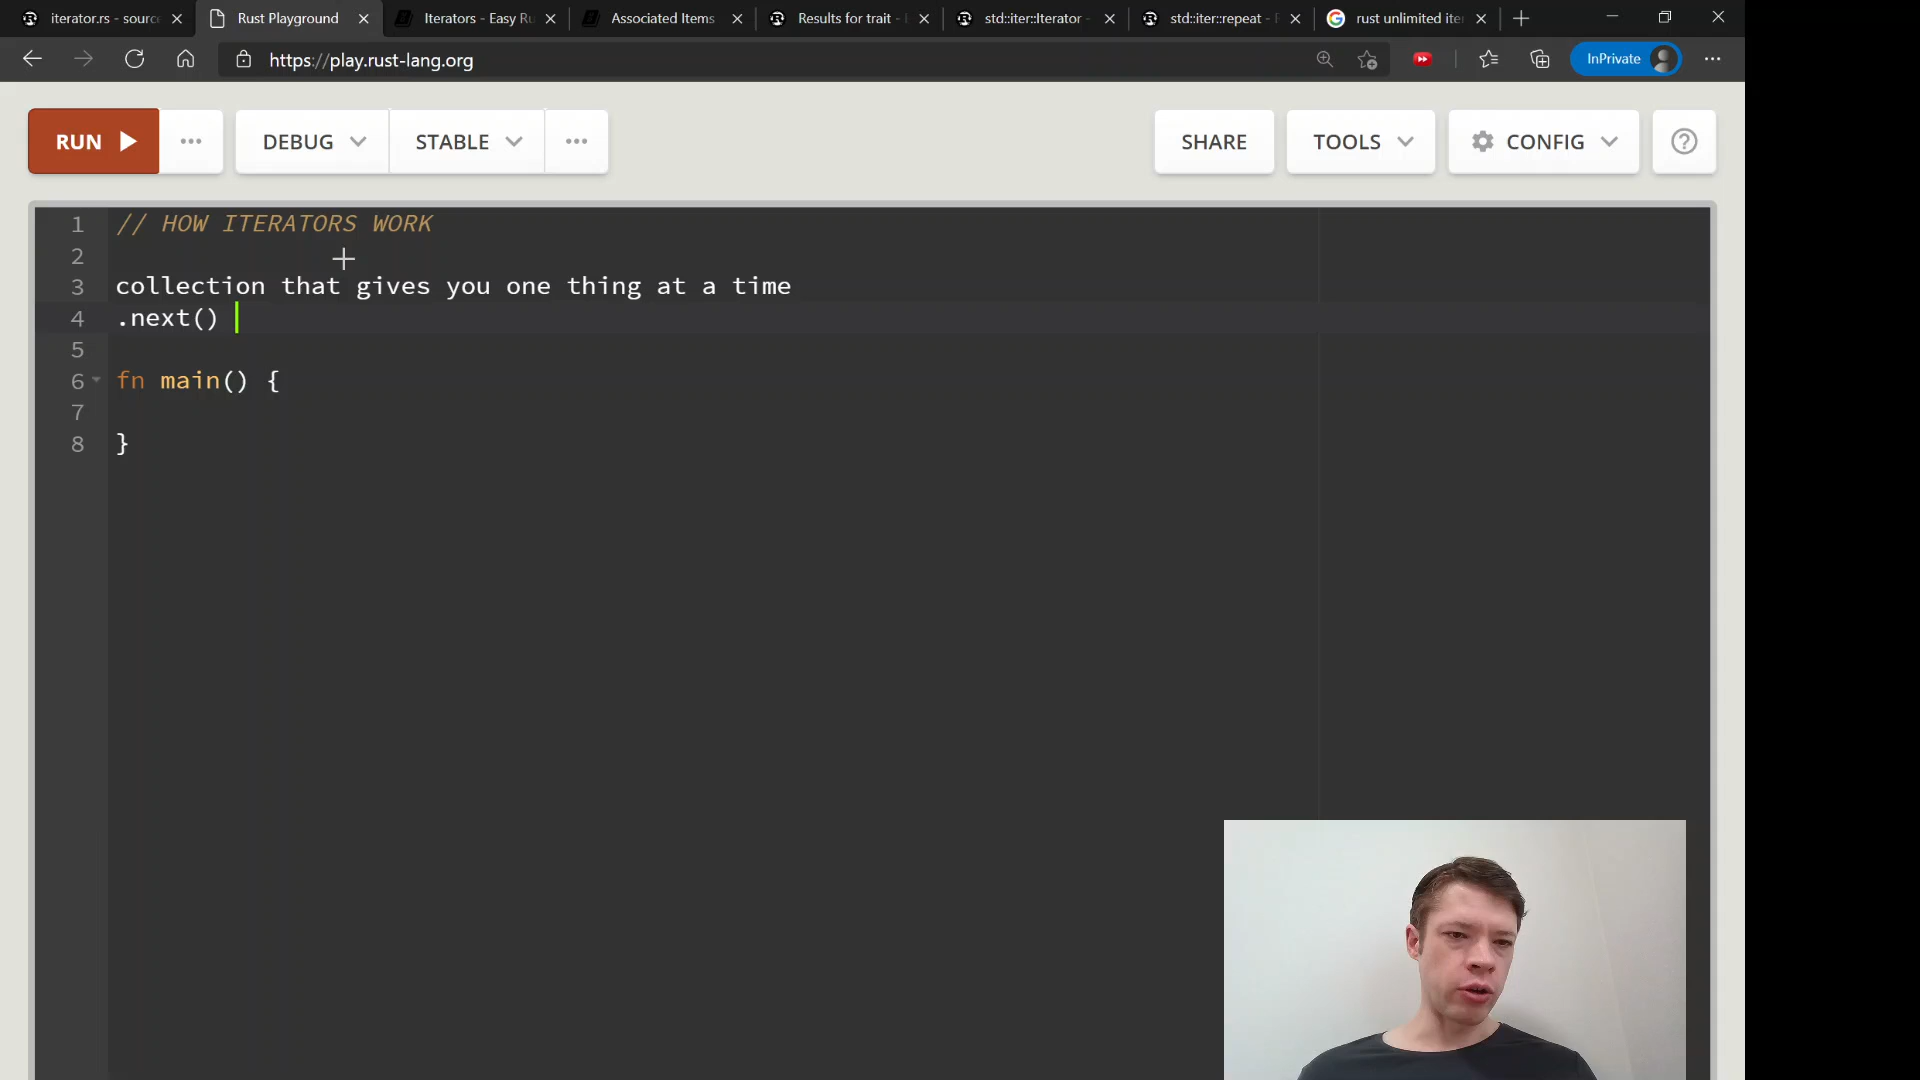 iterator.rs - source
Rust Playground
Iterators - Easy Ru
Associated Items
Results for trait -
std::iter::Iterator -
std::iter::repeat - R
rust unlimited iter
https://play.rust-lang.org
InPrivate
RUN
DEBUG
STABLE
SHARE
TOOLS
CONFIG
1 // HOW ITERATORS WORK
2
3 collection that gives you one thing at a time
4 .next()
5
6 fn main() {
7
8 }